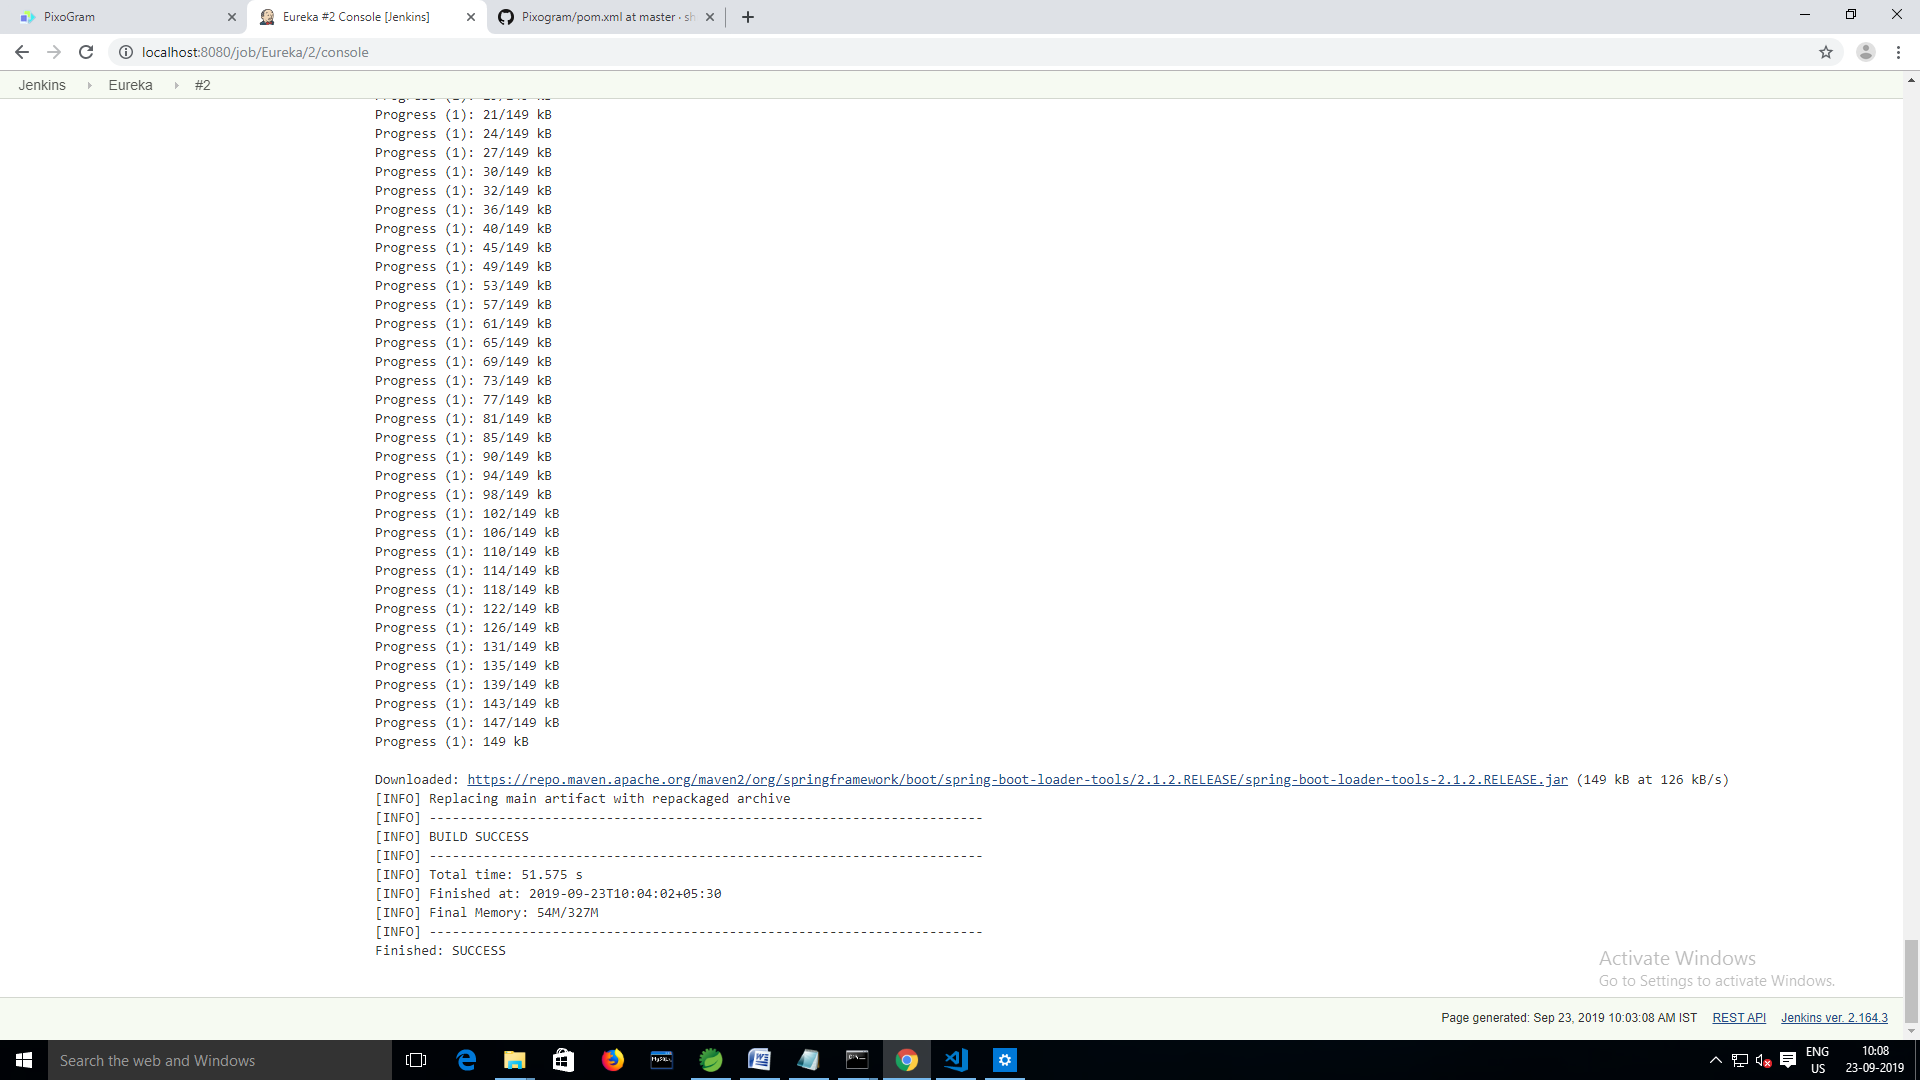 PixoGram
Eureka #2 Console [Jenkins]
Pixogram/pom.xml at master · sh
localhost:8080/job/Eureka/2/console
Jenkins
Eureka
#2
Progress (1): 21/149 kB
Progress (1): 24/149 kB
Progress (1): 27/149 kB
Progress (1): 30/149 kB
Progress (1): 32/149 kB
Progress (1): 36/149 kB
Progress (1): 40/149 kB
Progress (1): 45/149 kB
Progress (1): 49/149 kB
Progress (1): 53/149 kB
Progress (1): 57/149 kB
Progress (1): 61/149 kB
Progress (1): 65/149 kB
Progress (1): 69/149 kB
Progress (1): 73/149 kB
Progress (1): 77/149 kB
Progress (1): 81/149 kB
Progress (1): 85/149 kB
Progress (1): 90/149 kB
Progress (1): 94/149 kB
Progress (1): 98/149 kB
Progress (1): 102/149 kB
Progress (1): 106/149 kB
Progress (1): 110/149 kB
Progress (1): 114/149 kB
Progress (1): 118/149 kB
Progress (1): 122/149 kB
Progress (1): 126/149 kB
Progress (1): 131/149 kB
Progress (1): 135/149 kB
Progress (1): 139/149 kB
Progress (1): 143/149 kB
Progress (1): 147/149 kB
Progress (1): 149 kB
Downloaded: https://repo.maven.apache.org/maven2/org/springframework/boot/spring-boot-loader-tools/2.1.2.RELEASE/spring-boot-loader-tools-2.1.2.RELEASE.jar (149 kB at 126 kB/s)
[INFO] Replacing main artifact with repackaged archive
[INFO] ------------------------------------------------------------------------
[INFO] BUILD SUCCESS
[INFO] ------------------------------------------------------------------------
[INFO] Total time: 51.575 s
[INFO] Finished at: 2019-09-23T10:04:02+05:30
[INFO] Final Memory: 54M/327M
[INFO] ------------------------------------------------------------------------
Finished: SUCCESS
Activate Windows
Go to Settings to activate Windows.
Page generated: Sep 23, 2019 10:03:08 AM IST
REST API
Jenkins ver. 2.164.3
Search the web and Windows
ENG
US
10:08
23-09-2019